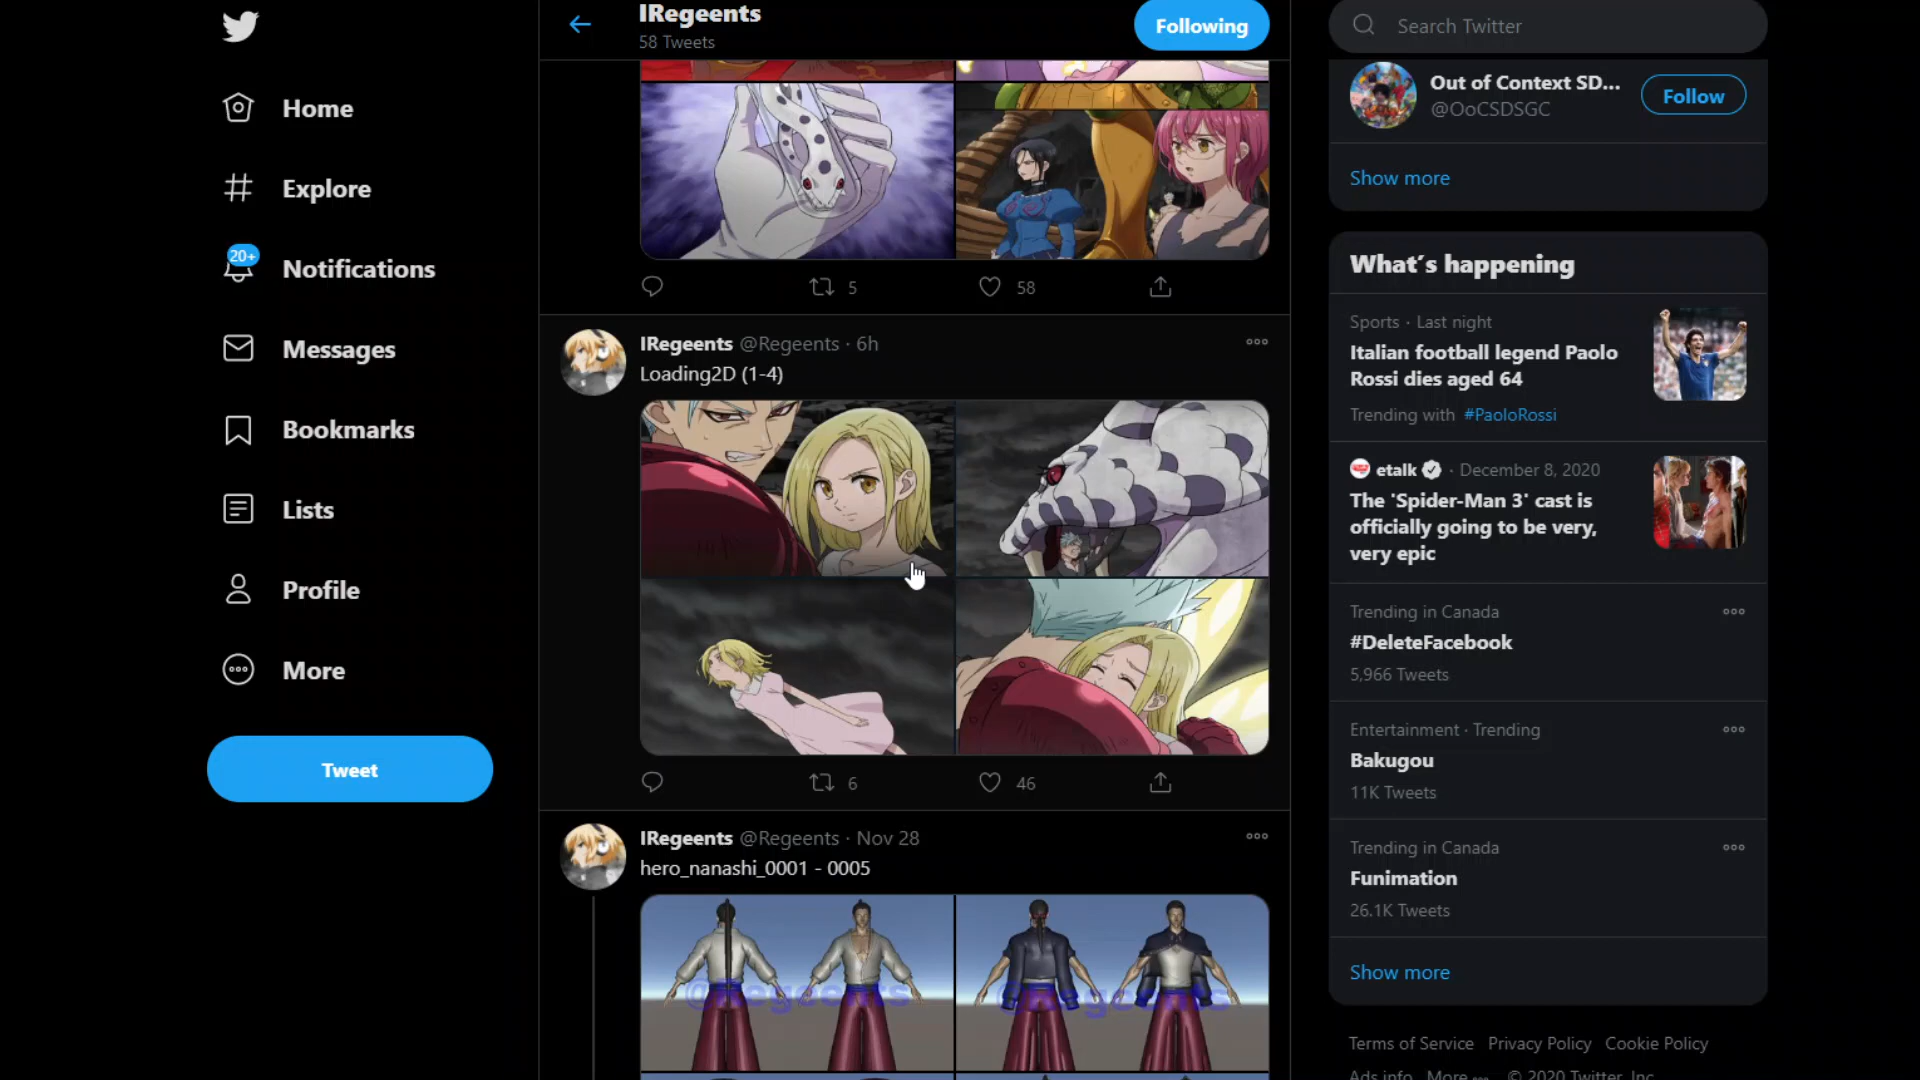 Home
Explore
20+
Notifications
Messages
Bookmarks
Lists
Profile
More
Tweet
IRegeents
58 Tweets
Following
5
58
IRegeents @Regeents · 6h
Loading2D (1-4)
6
46
IRegeents @Regeents · Nov 28
hero_nanashi_0001 - 0005
@Regeents
@Regeents
Search Twitter
Out of Context SD...
@OoCSDSGC
Follow
Show more
What's happening
Sports · Last night
Italian football legend Paolo
Rossi dies aged 64
Trending with #PaoloRossi
etalk · December 8, 2020
The 'Spider-Man 3' cast is
officially going to be very,
very epic
Trending in Canada
#DeleteFacebook
5,966 Tweets
Entertainment · Trending
Bakugou
11K Tweets
Trending in Canada
Funimation
26.1K Tweets
Show more
Terms of Service Privacy Policy Cookie Policy
Ads info More © 2020 Twitter, Inc.